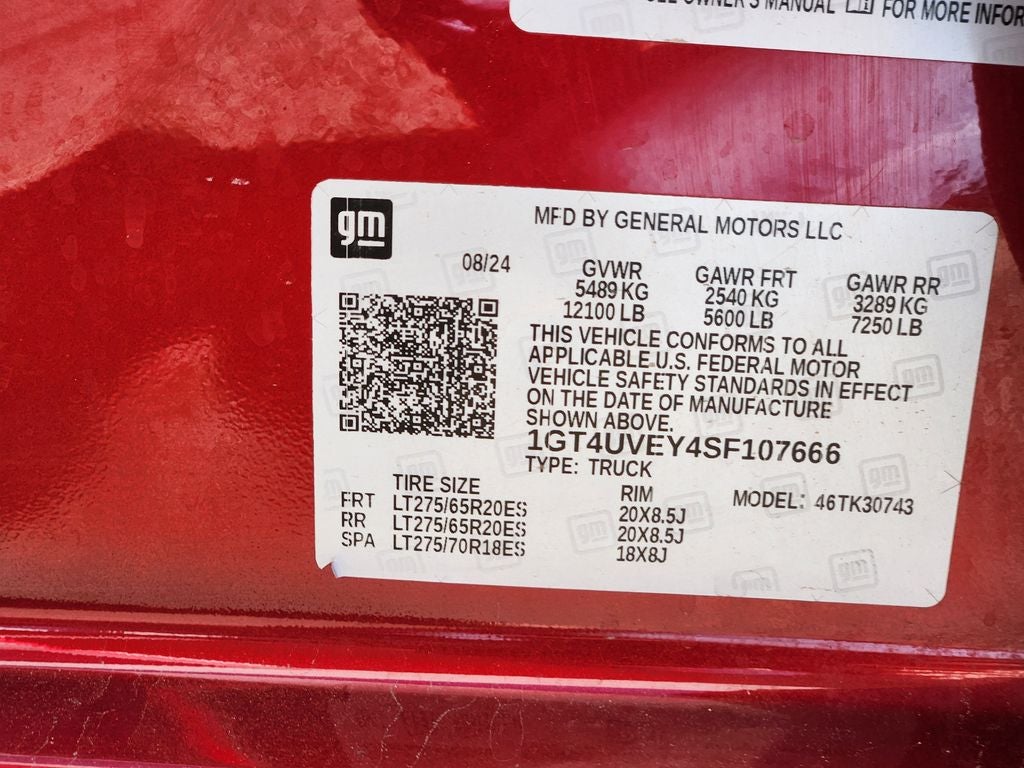 OWNER'S MANUAL FOR MORE
gm
MFD BY GENERAL MOTORS LLC
08/24
GVWR GAWR FRT GAWR RR
5489 KG 2540 KG 3289 KG
12100 LB 5600 LB 7250 LB
THIS VEHICLE CONFORMS TO ALL
APPLICABLE U.S. FEDERAL MOTOR
VEHICLE SAFETY STANDARDS IN EFFECT
ON THE DATE OF MANUFACTURE
SHOWN ABOVE.
1GT4UVEY4SF107666
TYPE: TRUCK
TIRE SIZE RIM MODEL: 46TK30743
FRT LT275/65R20ES 20X8.5J
RR LT275/65R20ES 20X8.5J
SPA LT275/70R18ES 18X8J